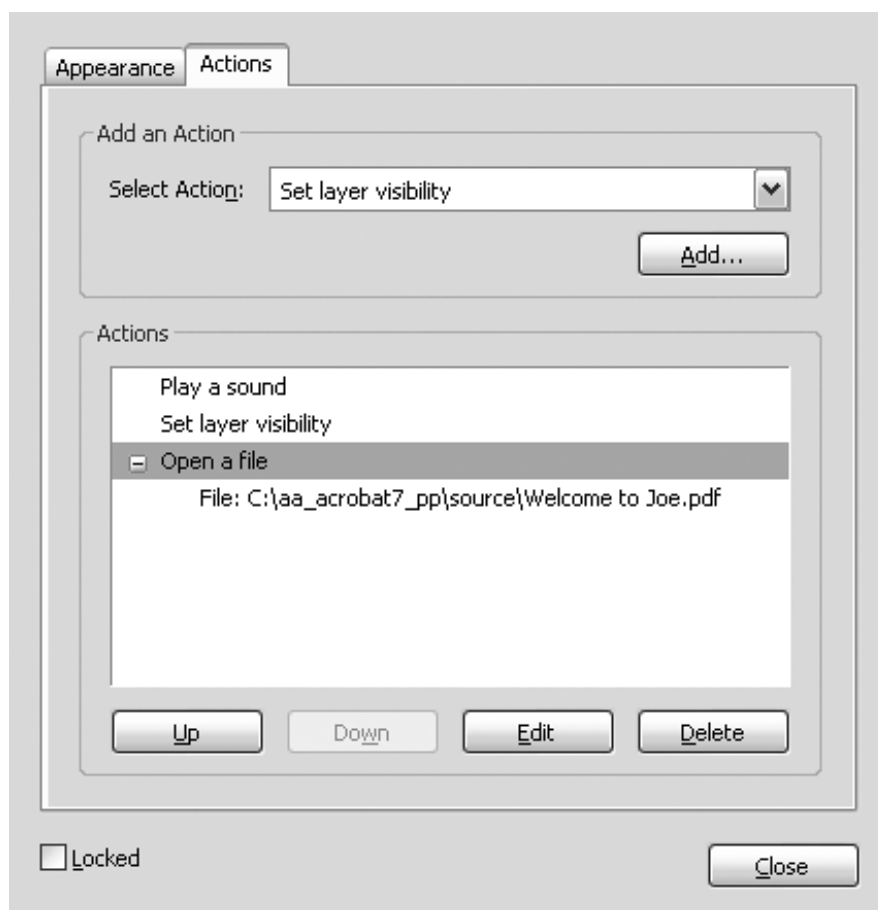 Appearance
Actions
Add an Action
Select Action:
Set layer visibility
Add...
Actions
Play a sound
Set layer visibility
Open a file
File: C:\aa_acrobat7_pp\source\Welcome to Joe.pdf
Up
Down
Edit
Delete
Locked
Close